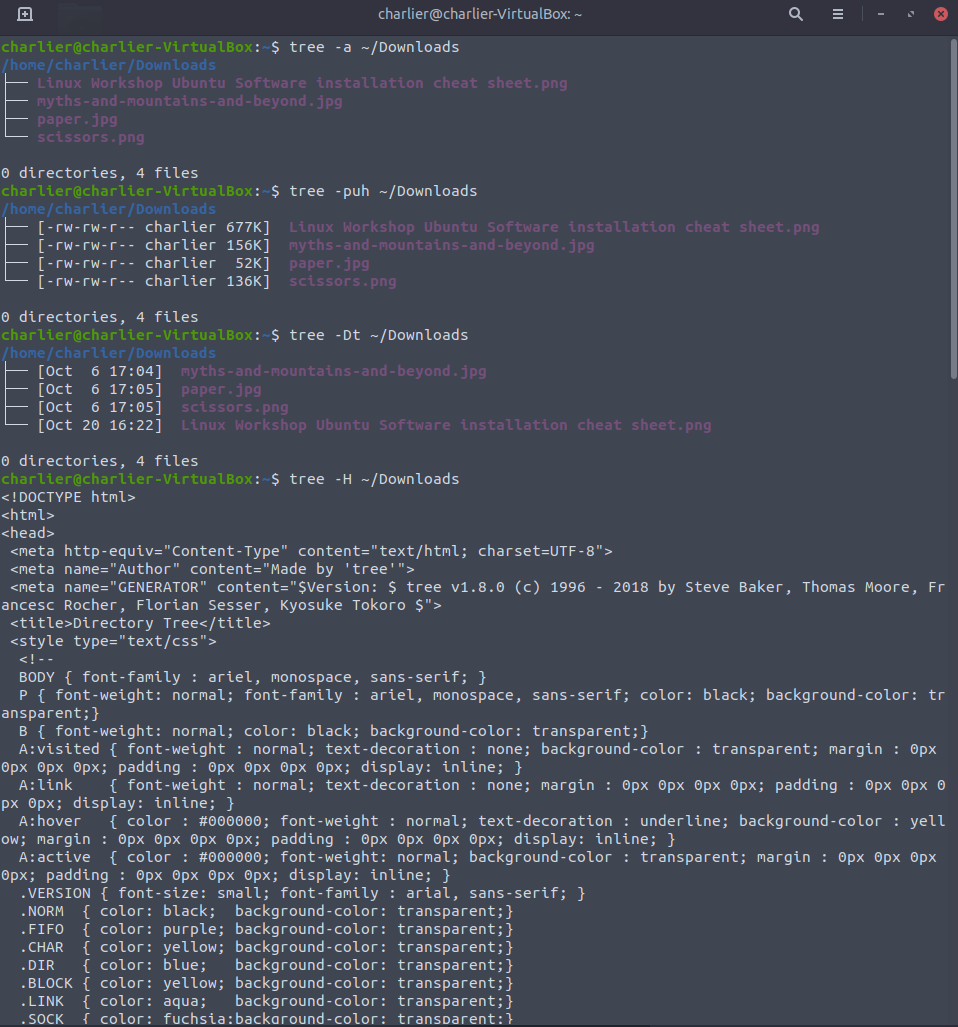 charlier@charlier-VirtualBox: ~
charlier@charlier-VirtualBox:~$ tree -a ~/Downloads
/home/charlier/Downloads
├── Linux Workshop Ubuntu Software installation cheat sheet.png
├── myths-and-mountains-and-beyond.jpg
├── paper.jpg
└── scissors.png
0 directories, 4 files
charlier@charlier-VirtualBox:~$ tree -puh ~/Downloads
/home/charlier/Downloads
├── [-rw-rw-r-- charlier 677K]  Linux Workshop Ubuntu Software installation cheat sheet.png
├── [-rw-rw-r-- charlier 156K]  myths-and-mountains-and-beyond.jpg
├── [-rw-rw-r-- charlier  52K]  paper.jpg
└── [-rw-rw-r-- charlier 136K]  scissors.png
0 directories, 4 files
charlier@charlier-VirtualBox:~$ tree -Dt ~/Downloads
/home/charlier/Downloads
├── [Oct  6 17:04]  myths-and-mountains-and-beyond.jpg
├── [Oct  6 17:05]  paper.jpg
├── [Oct  6 17:05]  scissors.png
└── [Oct 20 16:22]  Linux Workshop Ubuntu Software installation cheat sheet.png
0 directories, 4 files
charlier@charlier-VirtualBox:~$ tree -H ~/Downloads
<!DOCTYPE html>
<html>
<head>
 <meta http-equiv="Content-Type" content="text/html; charset=UTF-8">
 <meta name="Author" content="Made by 'tree'">
 <meta name="GENERATOR" content="$Version: $ tree v1.8.0 (c) 1996 - 2018 by Steve Baker, Thomas Moore, Fr
ancesc Rocher, Florian Sesser, Kyosuke Tokoro $">
 <title>Directory Tree</title>
 <style type="text/css">
  <!--
  BODY { font-family : ariel, monospace, sans-serif; }
  P { font-weight: normal; font-family : ariel, monospace, sans-serif; color: black; background-color: tr
ansparent;}
  B { font-weight: normal; color: black; background-color: transparent;}
  A:visited { font-weight : normal; text-decoration : none; background-color : transparent; margin : 0px
0px 0px 0px; padding : 0px 0px 0px 0px; display: inline; }
  A:link    { font-weight : normal; text-decoration : none; margin : 0px 0px 0px 0px; padding : 0px 0px 0
px 0px; display: inline; }
  A:hover   { color : #000000; font-weight : normal; text-decoration : underline; background-color : yell
ow; margin : 0px 0px 0px 0px; padding : 0px 0px 0px 0px; display: inline; }
  A:active  { color : #000000; font-weight: normal; background-color : transparent; margin : 0px 0px 0px
0px; padding : 0px 0px 0px 0px; display: inline; }
  .VERSION { font-size: small; font-family : arial, sans-serif; }
  .NORM  { color: black;  background-color: transparent;}
  .FIFO  { color: purple; background-color: transparent;}
  .CHAR  { color: yellow; background-color: transparent;}
  .DIR   { color: blue;   background-color: transparent;}
  .BLOCK { color: yellow; background-color: transparent;}
  .LINK  { color: aqua;   background-color: transparent;}
  .SOCK  { color: fuchsia;background-color: transparent;}